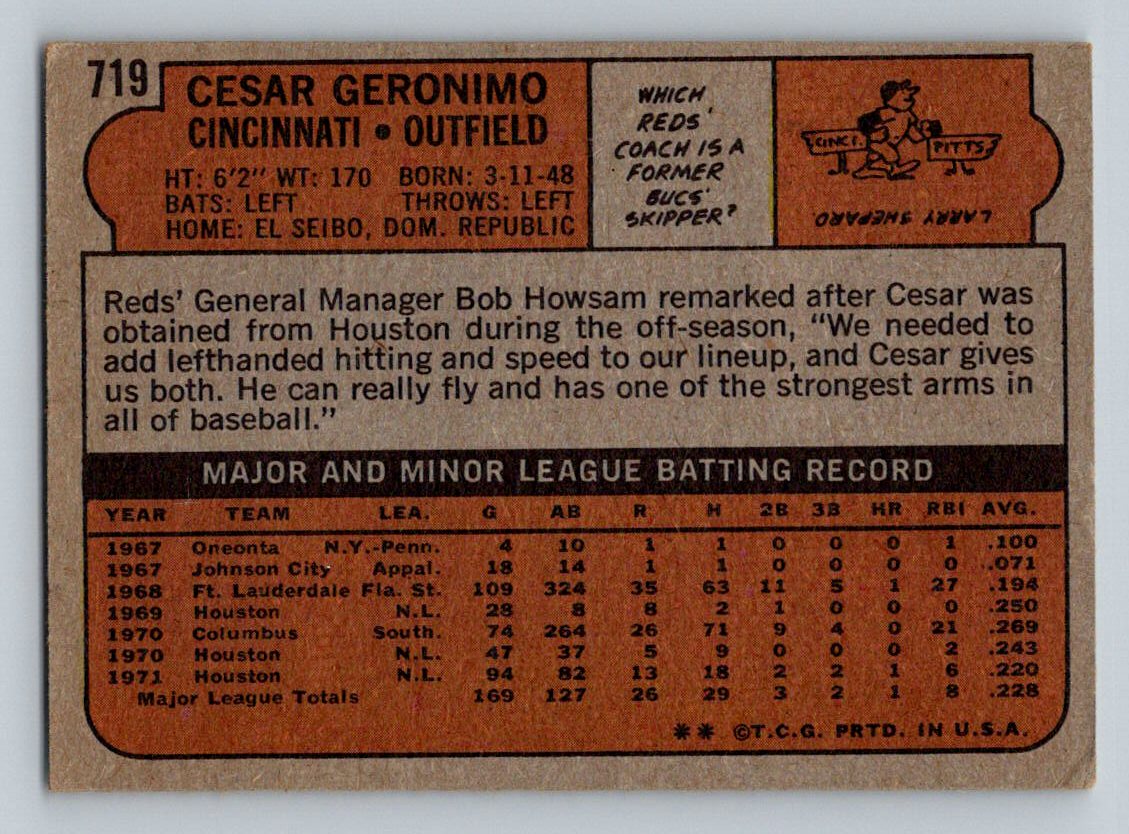 719
CESAR GERONIMO
CINCINNATI • OUTFIELD
HT: 6'2" WT: 170 BORN: 3-11-48
BATS: LEFT THROWS: LEFT
HOME: EL SEIBO, DOM. REPUBLIC
WHICH
REDS'
COACH IS A
FORMER
BUCS'
SKIPPER?
CINCI.
PITTS.
LARRY SHEPARD
Reds' General Manager Bob Howsam remarked after Cesar was
obtained from Houston during the off-season, "We needed to
add lefthanded hitting and speed to our lineup, and Cesar gives
us both. He can really fly and has one of the strongest arms in
all of baseball."
MAJOR AND MINOR LEAGUE BATTING RECORD
YEAR TEAM LEA. G AB R H 2B 3B HR RBI AVG.
1967 Oneonta N.Y.-Penn. 4 10 1 1 0 0 0 1 .100
1967 Johnson City Appal. 18 14 1 1 0 0 0 0 .071
1968 Ft. Lauderdale Fla. St. 109 324 35 63 11 5 1 27 .194
1969 Houston N.L. 28 8 8 2 1 0 0 0 .250
1970 Columbus South. 74 264 26 71 9 4 0 21 .269
1970 Houston N.L. 47 37 5 9 0 0 0 2 .243
1971 Houston N.L. 94 82 13 18 2 2 1 6 .220
Major League Totals 169 127 26 29 3 2 1 8 .228
** ©T.C.G. PRTD. IN U.S.A.